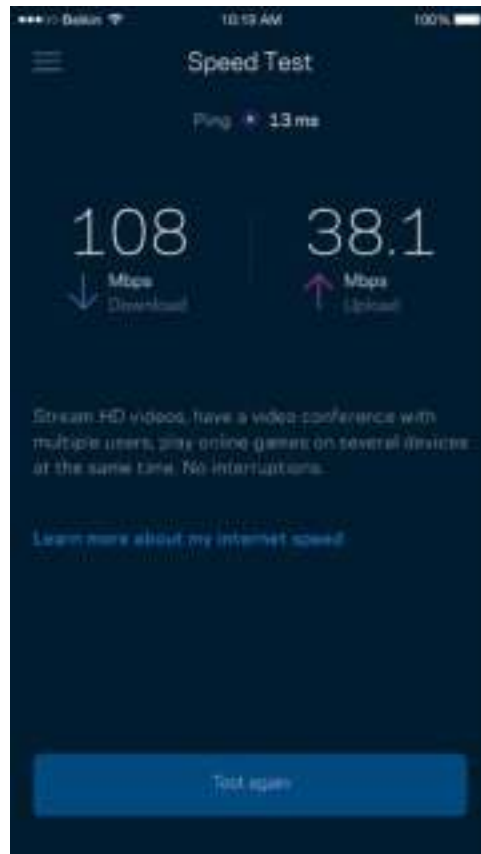 Belkin 10:19 AM 100%
Speed Test
Ping 13 ms
108 38.1
Mbps Mbps
Download Upload
Stream HD videos, have a video conference with
multiple users, play online games on several devices
at the same time. No interruptions.
Learn more about my internet speed
Test again